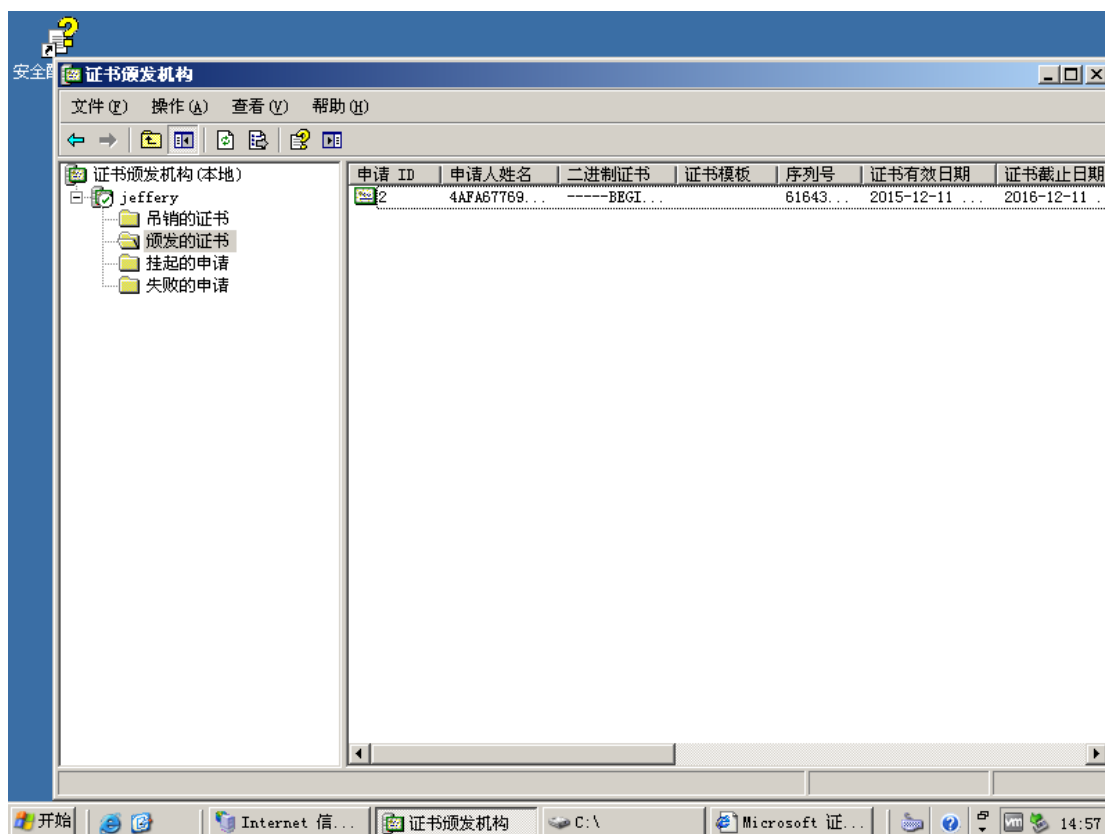 安全
证书颁发机构
文件(F) 操作(A) 查看(V) 帮助(H)
证书颁发机构(本地)
jeffery
吊销的证书
颁发的证书
挂起的申请
失败的申请
申请 ID 申请人姓名 二进制证书 证书模板 序列号 证书有效日期 证书截止日期
2 4AFA67769... -----BEGI... 61643... 2015-12-11 ... 2016-12-11 .
开始 Internet 信... 证书颁发机构 C:\ Microsoft 证... 14:57